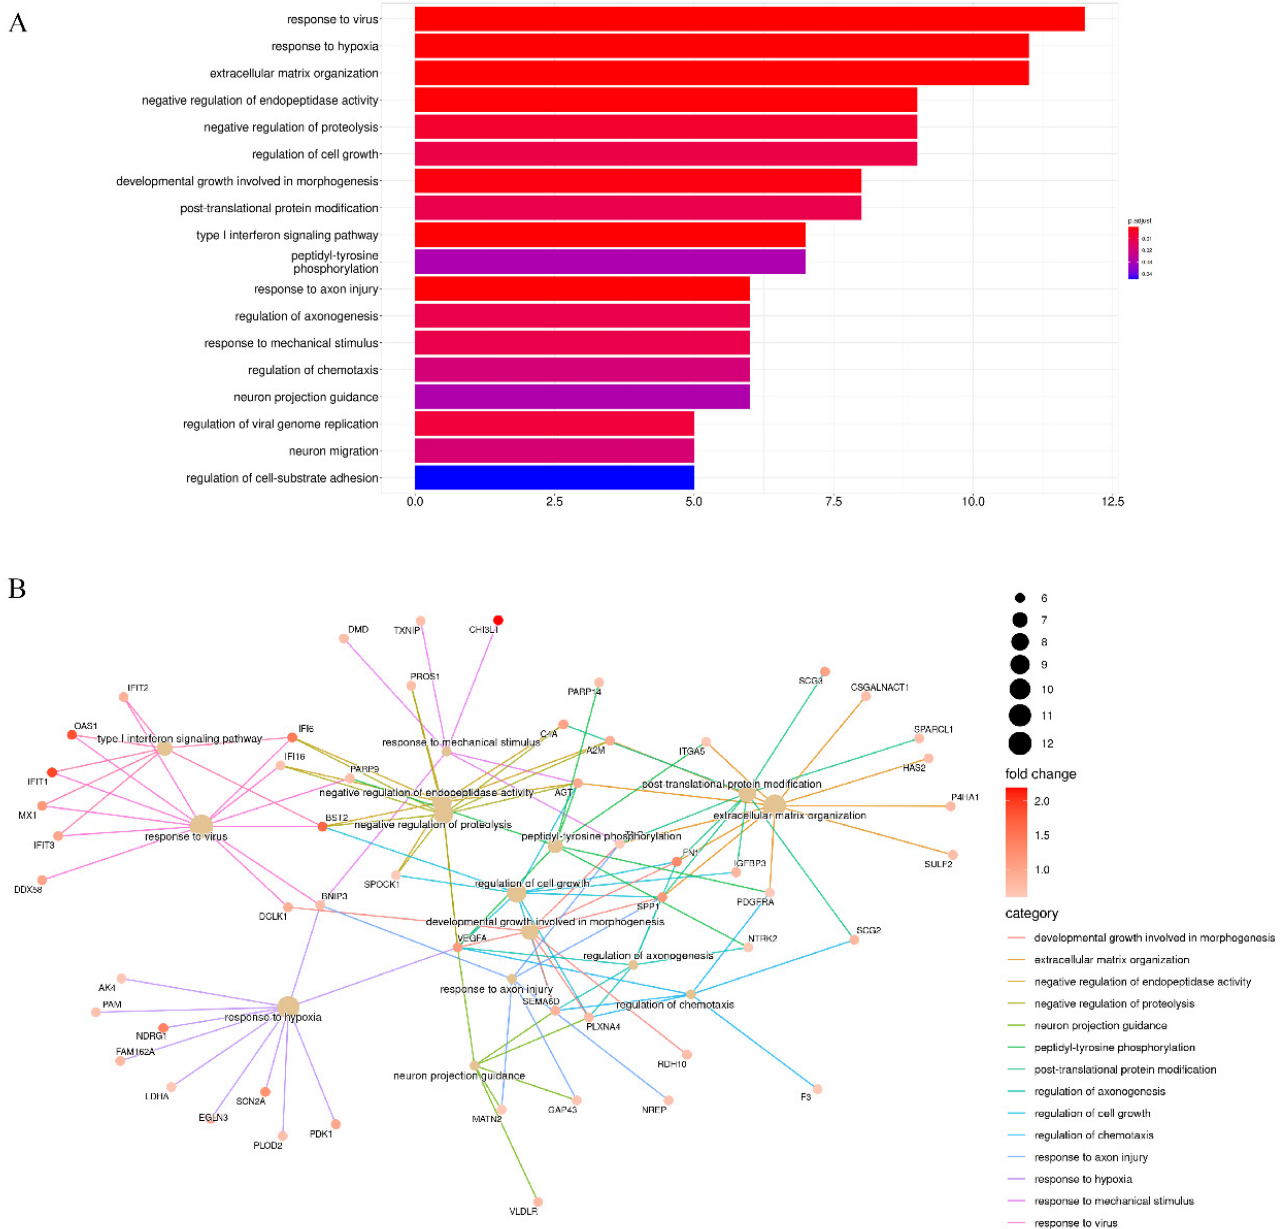 A
response to virus
response to hypoxia
extracellular matrix organization
negative regulation of endopeptidase activity
negative regulation of proteolysis
regulation of cell growth
developmental growth involved in morphogenesis
post-translational protein modification
type I interferon signaling pathway
peptidyl-tyrosine
phosphorylation
response to axon injury
regulation of axonogenesis
response to mechanical stimulus
regulation of chemotaxis
neuron projection guidance
regulation of viral genome replication
neuron migration
regulation of cell-substrate adhesion
0.0 2.5 5.0 7.5 10.0 12.5
p.adjust
0.01
0.02
0.03
0.04
B
DMD
TXNIP
CHI3L1
PROS1
IFIT2
PARP14
SCG3
CSGALNACT1
OAS1
type I interferon signaling pathway
IFI6
C4A
SPARCL1
response to mechanical stimulus
A2M
ITGA5
IFI16
PARP9
HAS2
IFIT1
post-translational protein modification
negative regulation of endopeptidase activity
AGT
P4HA1
MX1
BST2
negative regulation of proteolysis
extracellular matrix organization
response to virus
peptidyl-tyrosine phosphorylation
IFIT3
FN1
SULF2
IGFBP3
DDX58
SPOCK1
regulation of cell growth
BNIP3
PDGFRA
DCLK1
SPP1
developmental growth involved in morphogenesis
VEGFA
NTRK2
SCG2
regulation of axonogenesis
AK4
response to axon injury
PAM
SEMA6D
regulation of chemotaxis
response to hypoxia
PLXNA4
NDRG1
FAM162A
RDH10
neuron projection guidance
LDHA
SCN2A
F3
EGLN3
MATN2
GAP43
NREP
PLOD2
PDK1
VLDLR
6
7
8
9
10
11
12
fold change
2.0
1.5
1.0
category
developmental growth involved in morphogenesis
extracellular matrix organization
negative regulation of endopeptidase activity
negative regulation of proteolysis
neuron projection guidance
peptidyl-tyrosine phosphorylation
post-translational protein modification
regulation of axonogenesis
regulation of cell growth
regulation of chemotaxis
response to axon injury
response to hypoxia
response to mechanical stimulus
response to virus